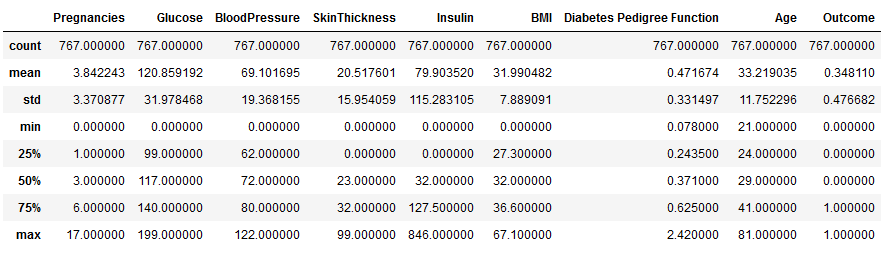 Pregnancies Glucose BloodPressure SkinThickness Insulin BMI Diabetes Pedigree Function Age Outcome
count 767.000000 767.000000 767.000000 767.000000 767.000000 767.000000 767.000000 767.000000 767.000000
mean 3.842243 120.859192 69.101695 20.517601 79.903520 31.990482 0.471674 33.219035 0.348110
std 3.370877 31.978468 19.368155 15.954059 115.283105 7.889091 0.331497 11.752296 0.476682
min 0.000000 0.000000 0.000000 0.000000 0.000000 0.000000 0.078000 21.000000 0.000000
25% 1.000000 99.000000 62.000000 0.000000 0.000000 27.300000 0.243500 24.000000 0.000000
50% 3.000000 117.000000 72.000000 23.000000 32.000000 32.000000 0.371000 29.000000 0.000000
75% 6.000000 140.000000 80.000000 32.000000 127.500000 36.600000 0.625000 41.000000 1.000000
max 17.000000 199.000000 122.000000 99.000000 846.000000 67.100000 2.420000 81.000000 1.000000